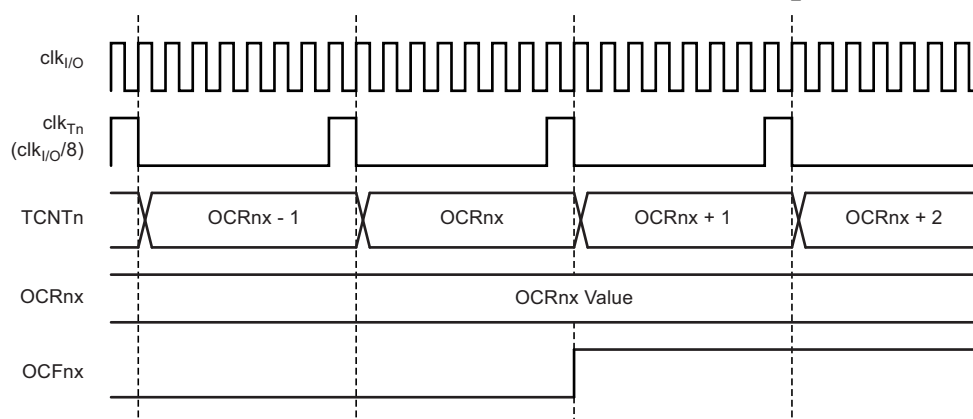 clkI/O
clkTn
(clkI/O/8)
TCNTn
OCRnx - 1
OCRnx
OCRnx + 1
OCRnx + 2
OCRnx
OCRnx Value
OCFnx